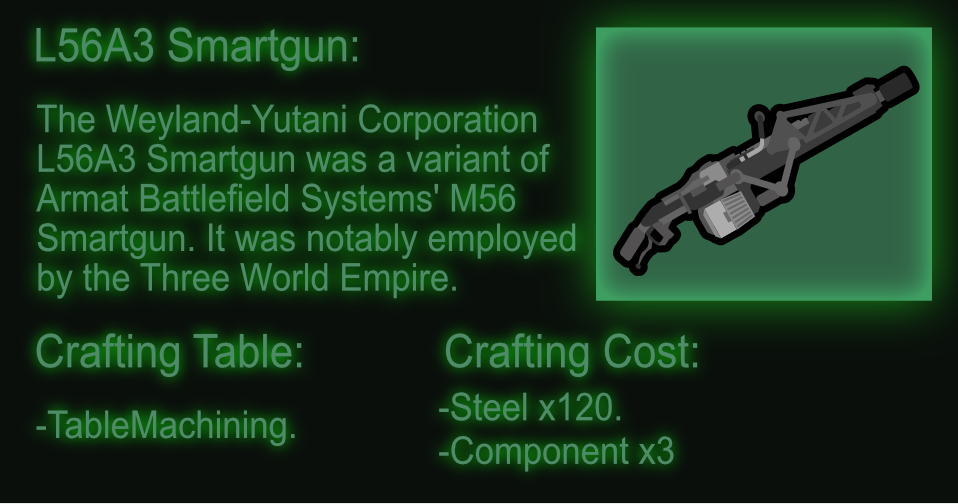 L56A3 Smartgun:
The Weyland-Yutani Corporation
L56A3 Smartgun was a variant of
Armat Battlefield Systems' M56
Smartgun. It was notably employed
by the Three World Empire.
Crafting Table:
-TableMachining.
Crafting Cost:
-Steel x120.
-Component x3